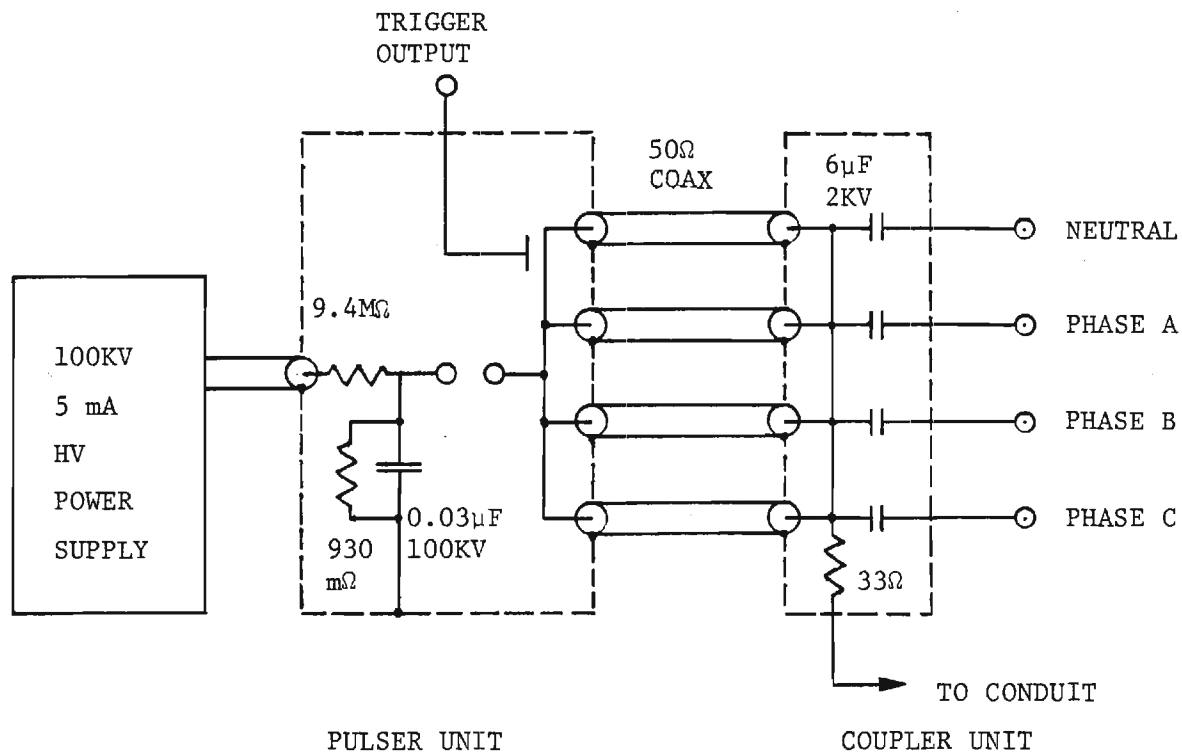 TRIGGER
OUTPUT
50Ω
COAX
6µF
2KV
NEUTRAL
9.4MΩ
PHASE A
100KV
5 mA
HV
POWER
SUPPLY
PHASE B
0.03µF
100KV
930
mΩ
PHASE C
33Ω
TO CONDUIT
PULSER UNIT
COUPLER UNIT